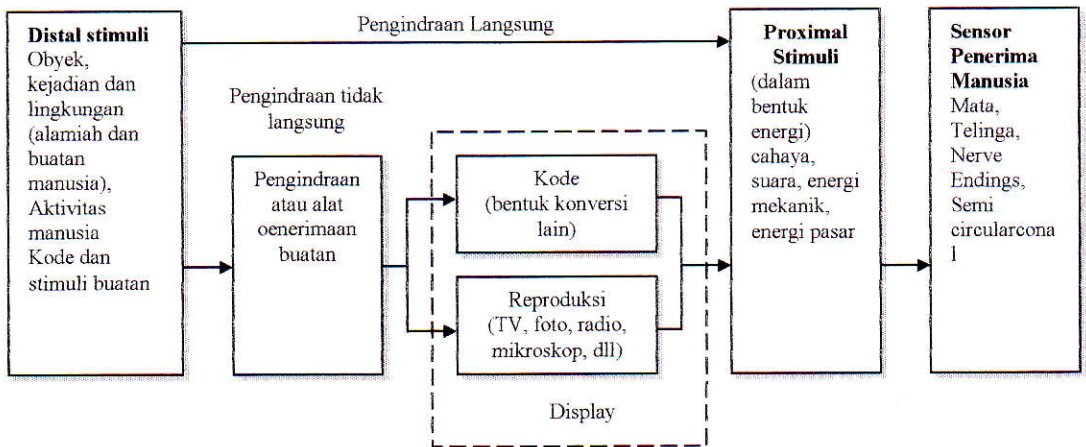 Distal stimuli
Obyek,
kejadian dan
lingkungan
(alamiah dan
buatan
manusia),
Aktivitas
manusia
Kode dan
stimuli buatan
Pengindraan Langsung
Pengindraan tidak
langsung
Pengindraan
atau alat
oenerimaan
buatan
Kode
(bentuk konversi
lain)
Reproduksi
(TV, foto, radio,
mikroskop, dll)
Display
Proximal
Stimuli
(dalam
bentuk
energi)
cahaya,
suara, energi
mekanik,
energi pasar
Sensor
Penerima
Manusia
Mata,
Telinga,
Nerve
Endings,
Semi
circularcona
l